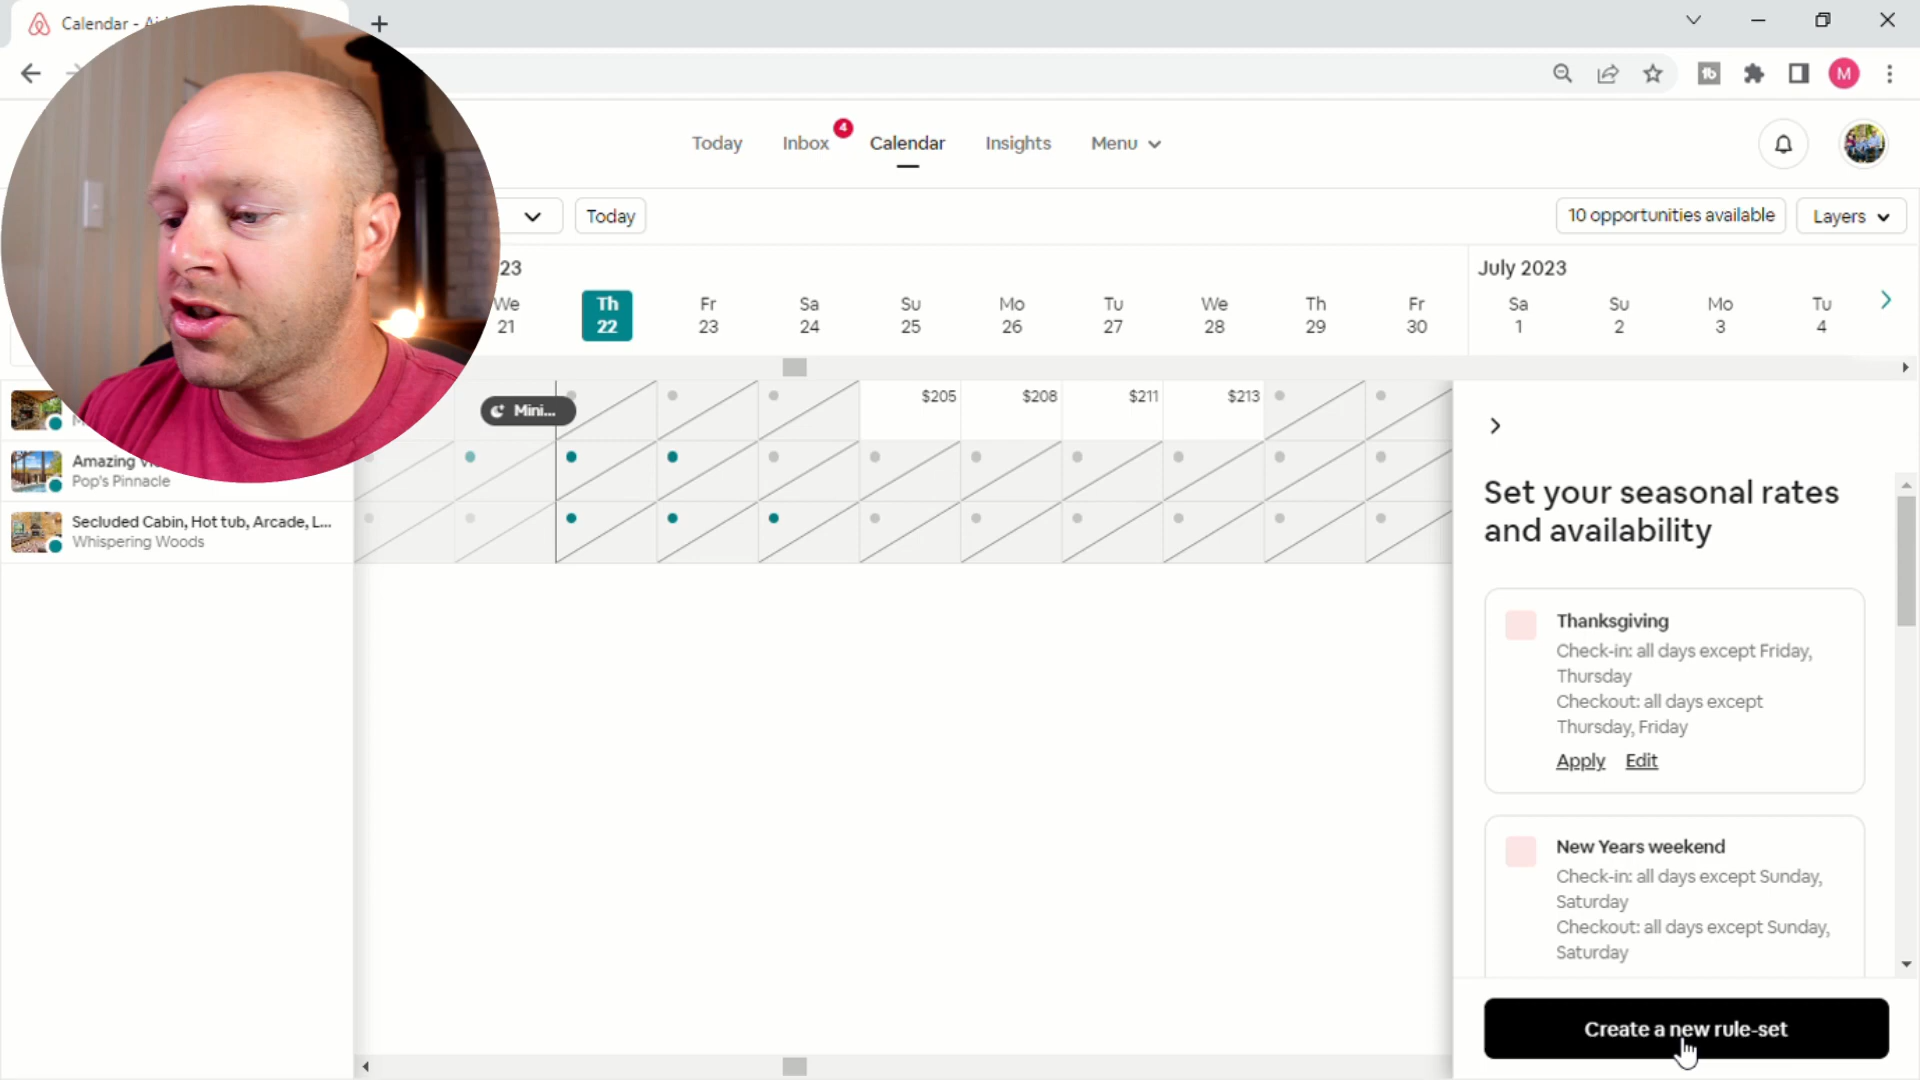 Calendar -
M
Today
Inbox
4
Calendar
Insights
Menu
Today
10 opportunities available
Layers
23
July 2023
We
21
Th
22
Fr
23
Sa
24
Su
25
Mo
26
Tu
27
We
28
Th
29
Fr
30
Sa
1
Su
2
Mo
3
Tu
4
Mini...
$205
$208
$211
$213
Amazing
Pop's Pinnacle
Secluded Cabin, Hot tub, Arcade, L...
Whispering Woods
Set your seasonal rates
and availability
Thanksgiving
Check-in: all days except Friday,
Thursday
Checkout: all days except
Thursday, Friday
Apply
Edit
New Years weekend
Check-in: all days except Sunday,
Saturday
Checkout: all days except Sunday,
Saturday
Create a new rule-set